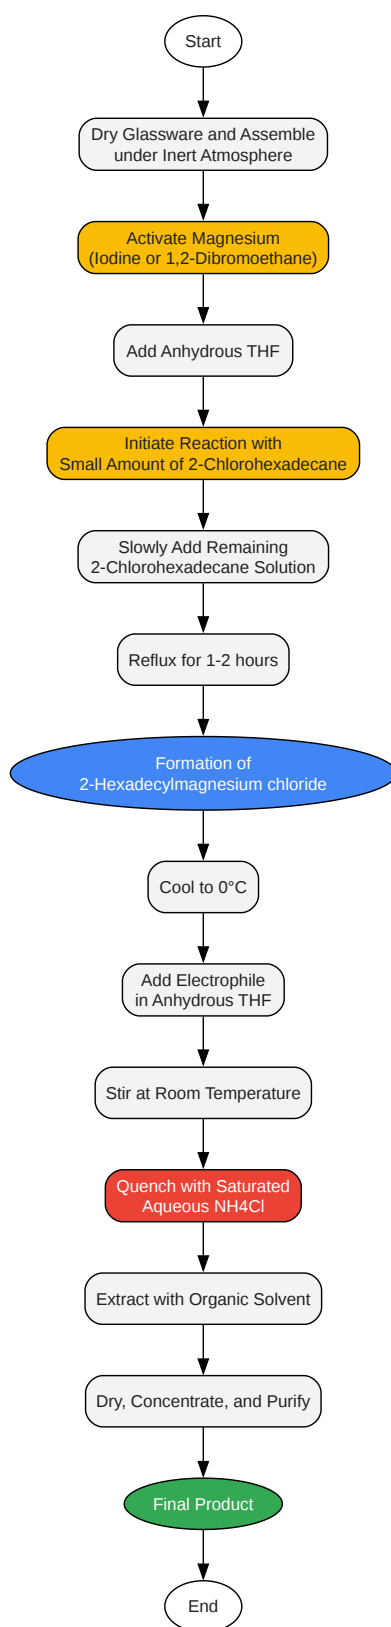 Start
Dry Glassware and Assemble
under Inert Atmosphere
Activate Magnesium
(Iodine or 1,2-Dibromoethane)
Add Anhydrous THF
Initiate Reaction with
Small Amount of 2-Chlorohexadecane
Slowly Add Remaining
2-Chlorohexadecane Solution
Reflux for 1-2 hours
Formation of
2-Hexadecylmagnesium chloride
Cool to 0°C
Add Electrophile
in Anhydrous THF
Stir at Room Temperature
Quench with Saturated
Aqueous NH4Cl
Extract with Organic Solvent
Dry, Concentrate, and Purify
Final Product
End